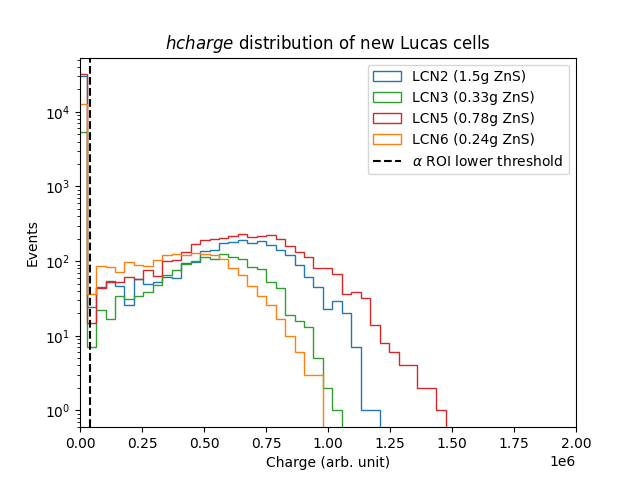 hcharge distribution of new Lucas cells
LCN2 (1.5g ZnS)
LCN3 (0.33g ZnS)
LCN5 (0.78g ZnS)
LCN6 (0.24g ZnS)
α ROI lower threshold
Events
10⁴
10³
10²
10¹
10⁰
0.00 0.25 0.50 0.75 1.00 1.25 1.50 1.75 2.00
Charge (arb. unit)
1e6